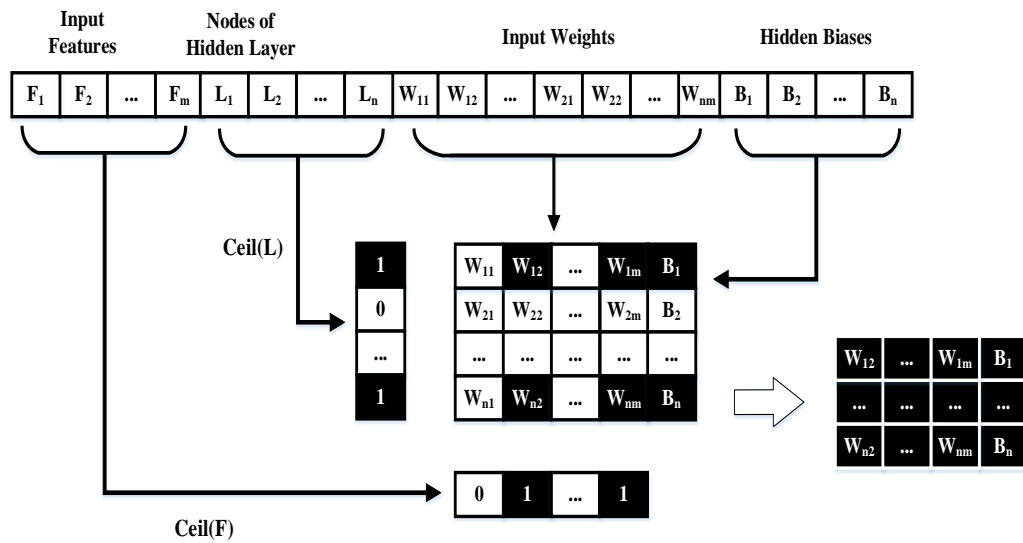 Input Features
Nodes of Hidden Layer
Input Weights
Hidden Biases
F₁ F₂ ... Fₘ L₁ L₂ ... Lₙ W₁₁ W₁₂ ... W₂₁ W₂₂ ... Wₙₘ B₁ B₂ ... Bₙ
Ceil(L)
1
0
...
1
W₁₁ W₁₂ ... W₁ₘ B₁
W₂₁ W₂₂ ... W₂ₘ B₂
... ... ... ... ...
Wₙ₁ Wₙ₂ ... Wₙₘ Bₙ
W₁₂ ... W₁ₘ B₁
... ... ... ...
Wₙ₂ ... Wₙₘ Bₙ
0 1 ... 1
Ceil(F)